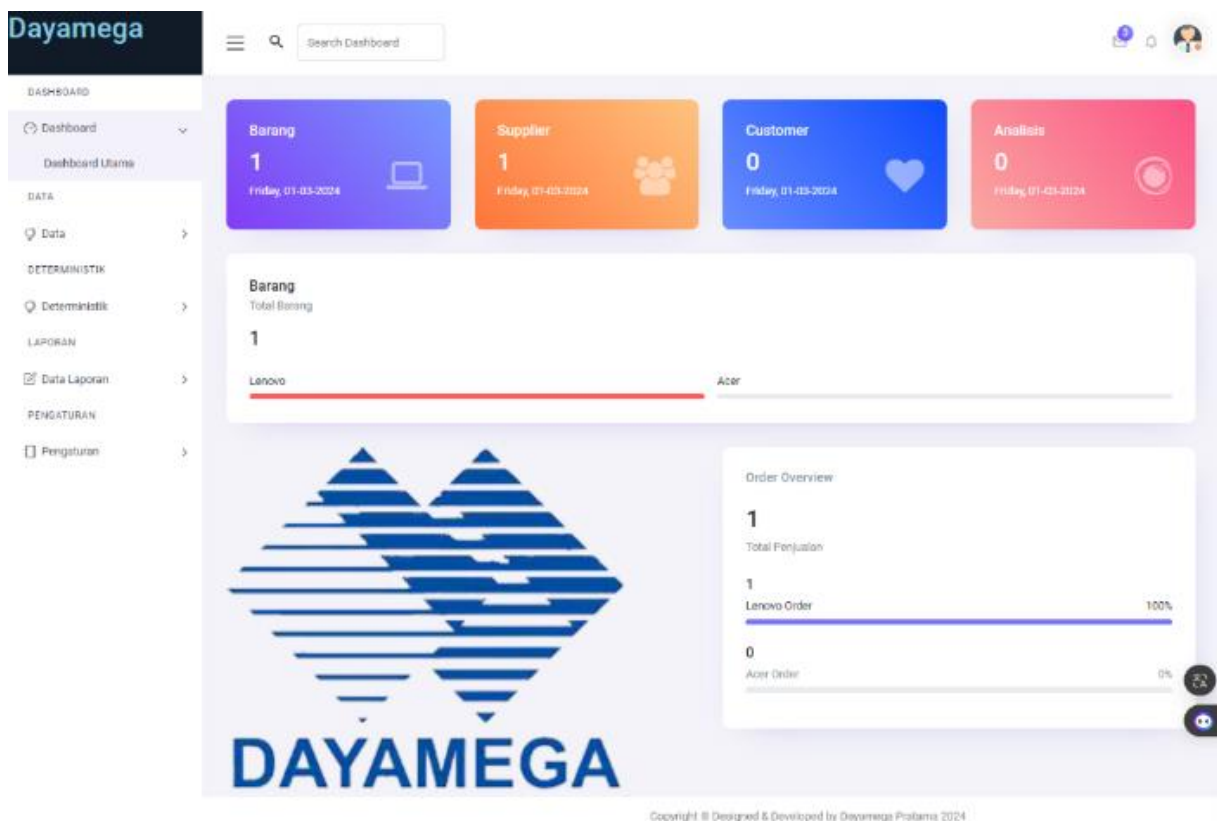 Dayamega
Search Dashboard
3
DASHBOARD
Dashboard
Dashboard Utama
DATA
Data
DETERMINISTIK
Deterministik
LAPORAN
Data Laporan
PENGATURAN
Pengaturan
Barang
1
Friday, 01-03-2024
Supplier
1
Friday, 01-03-2024
Customer
0
Friday, 01-03-2024
Analisis
0
Friday, 01-03-2024
Barang
Total Barang
1
Lenovo
Acer
DAYAMEGA
Order Overview
1
Total Penjualan
1
Lenovo Order 100%
0
Acer Order 0%
Copyright © Designed & Developed by Dayamega Pratama 2024